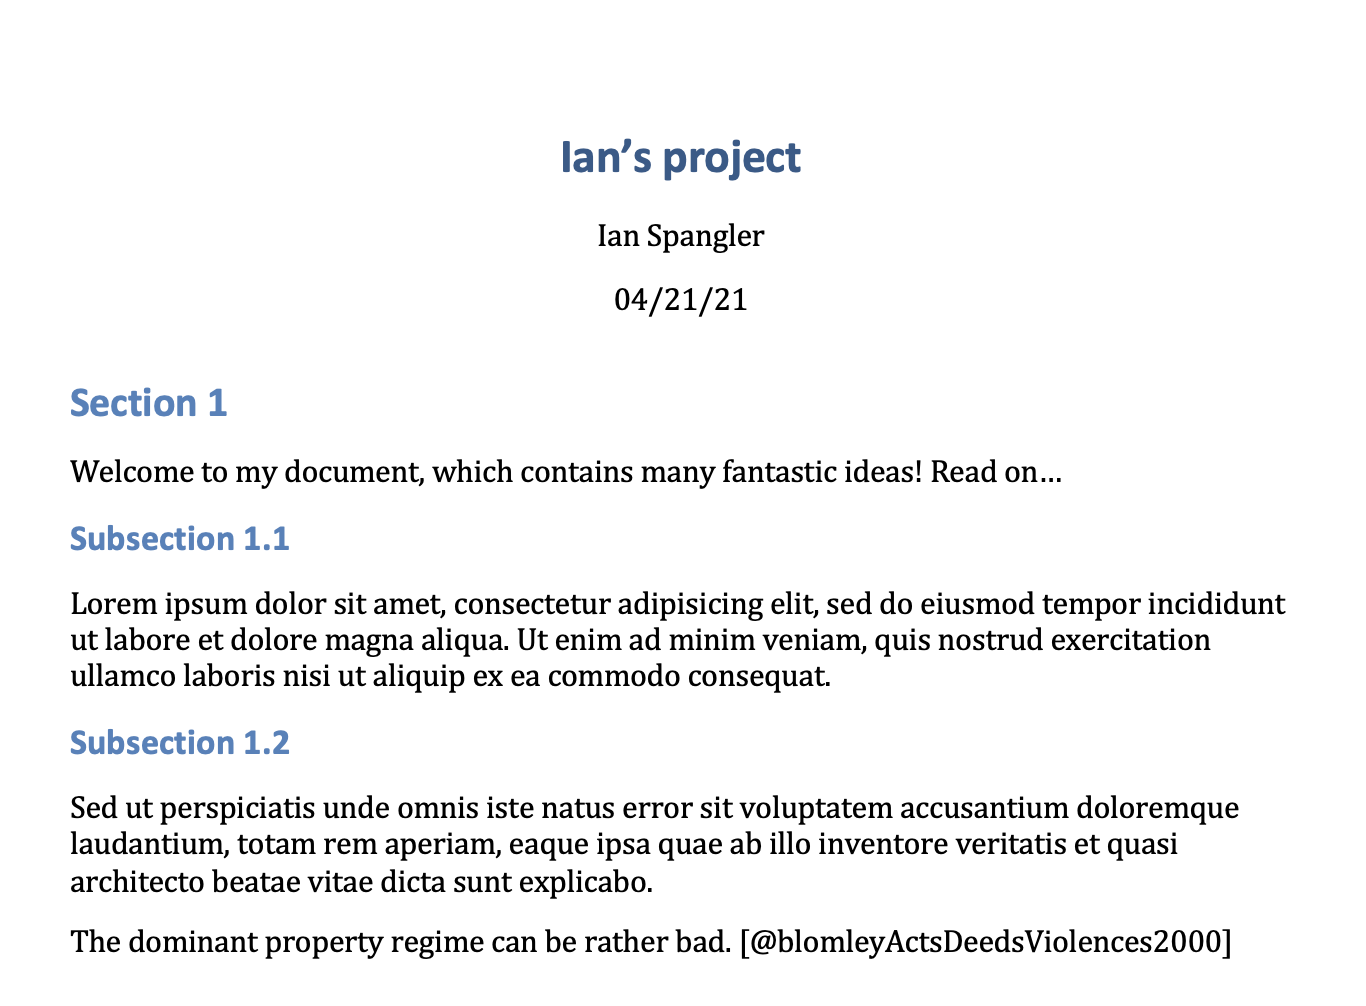 Ian’s project
Ian Spangler
04/21/21
Section 1
Welcome to my document, which contains many fantastic ideas! Read on…
Subsection 1.1
Lorem ipsum dolor sit amet, consectetur adipisicing elit, sed do eiusmod tempor incididunt
ut labore et dolore magna aliqua. Ut enim ad minim veniam, quis nostrud exercitation
ullamco laboris nisi ut aliquip ex ea commodo consequat.
Subsection 1.2
Sed ut perspiciatis unde omnis iste natus error sit voluptatem accusantium doloremque
laudantium, totam rem aperiam, eaque ipsa quae ab illo inventore veritatis et quasi
architecto beatae vitae dicta sunt explicabo.
The dominant property regime can be rather bad. [@blomleyActsDeedsViolences2000]